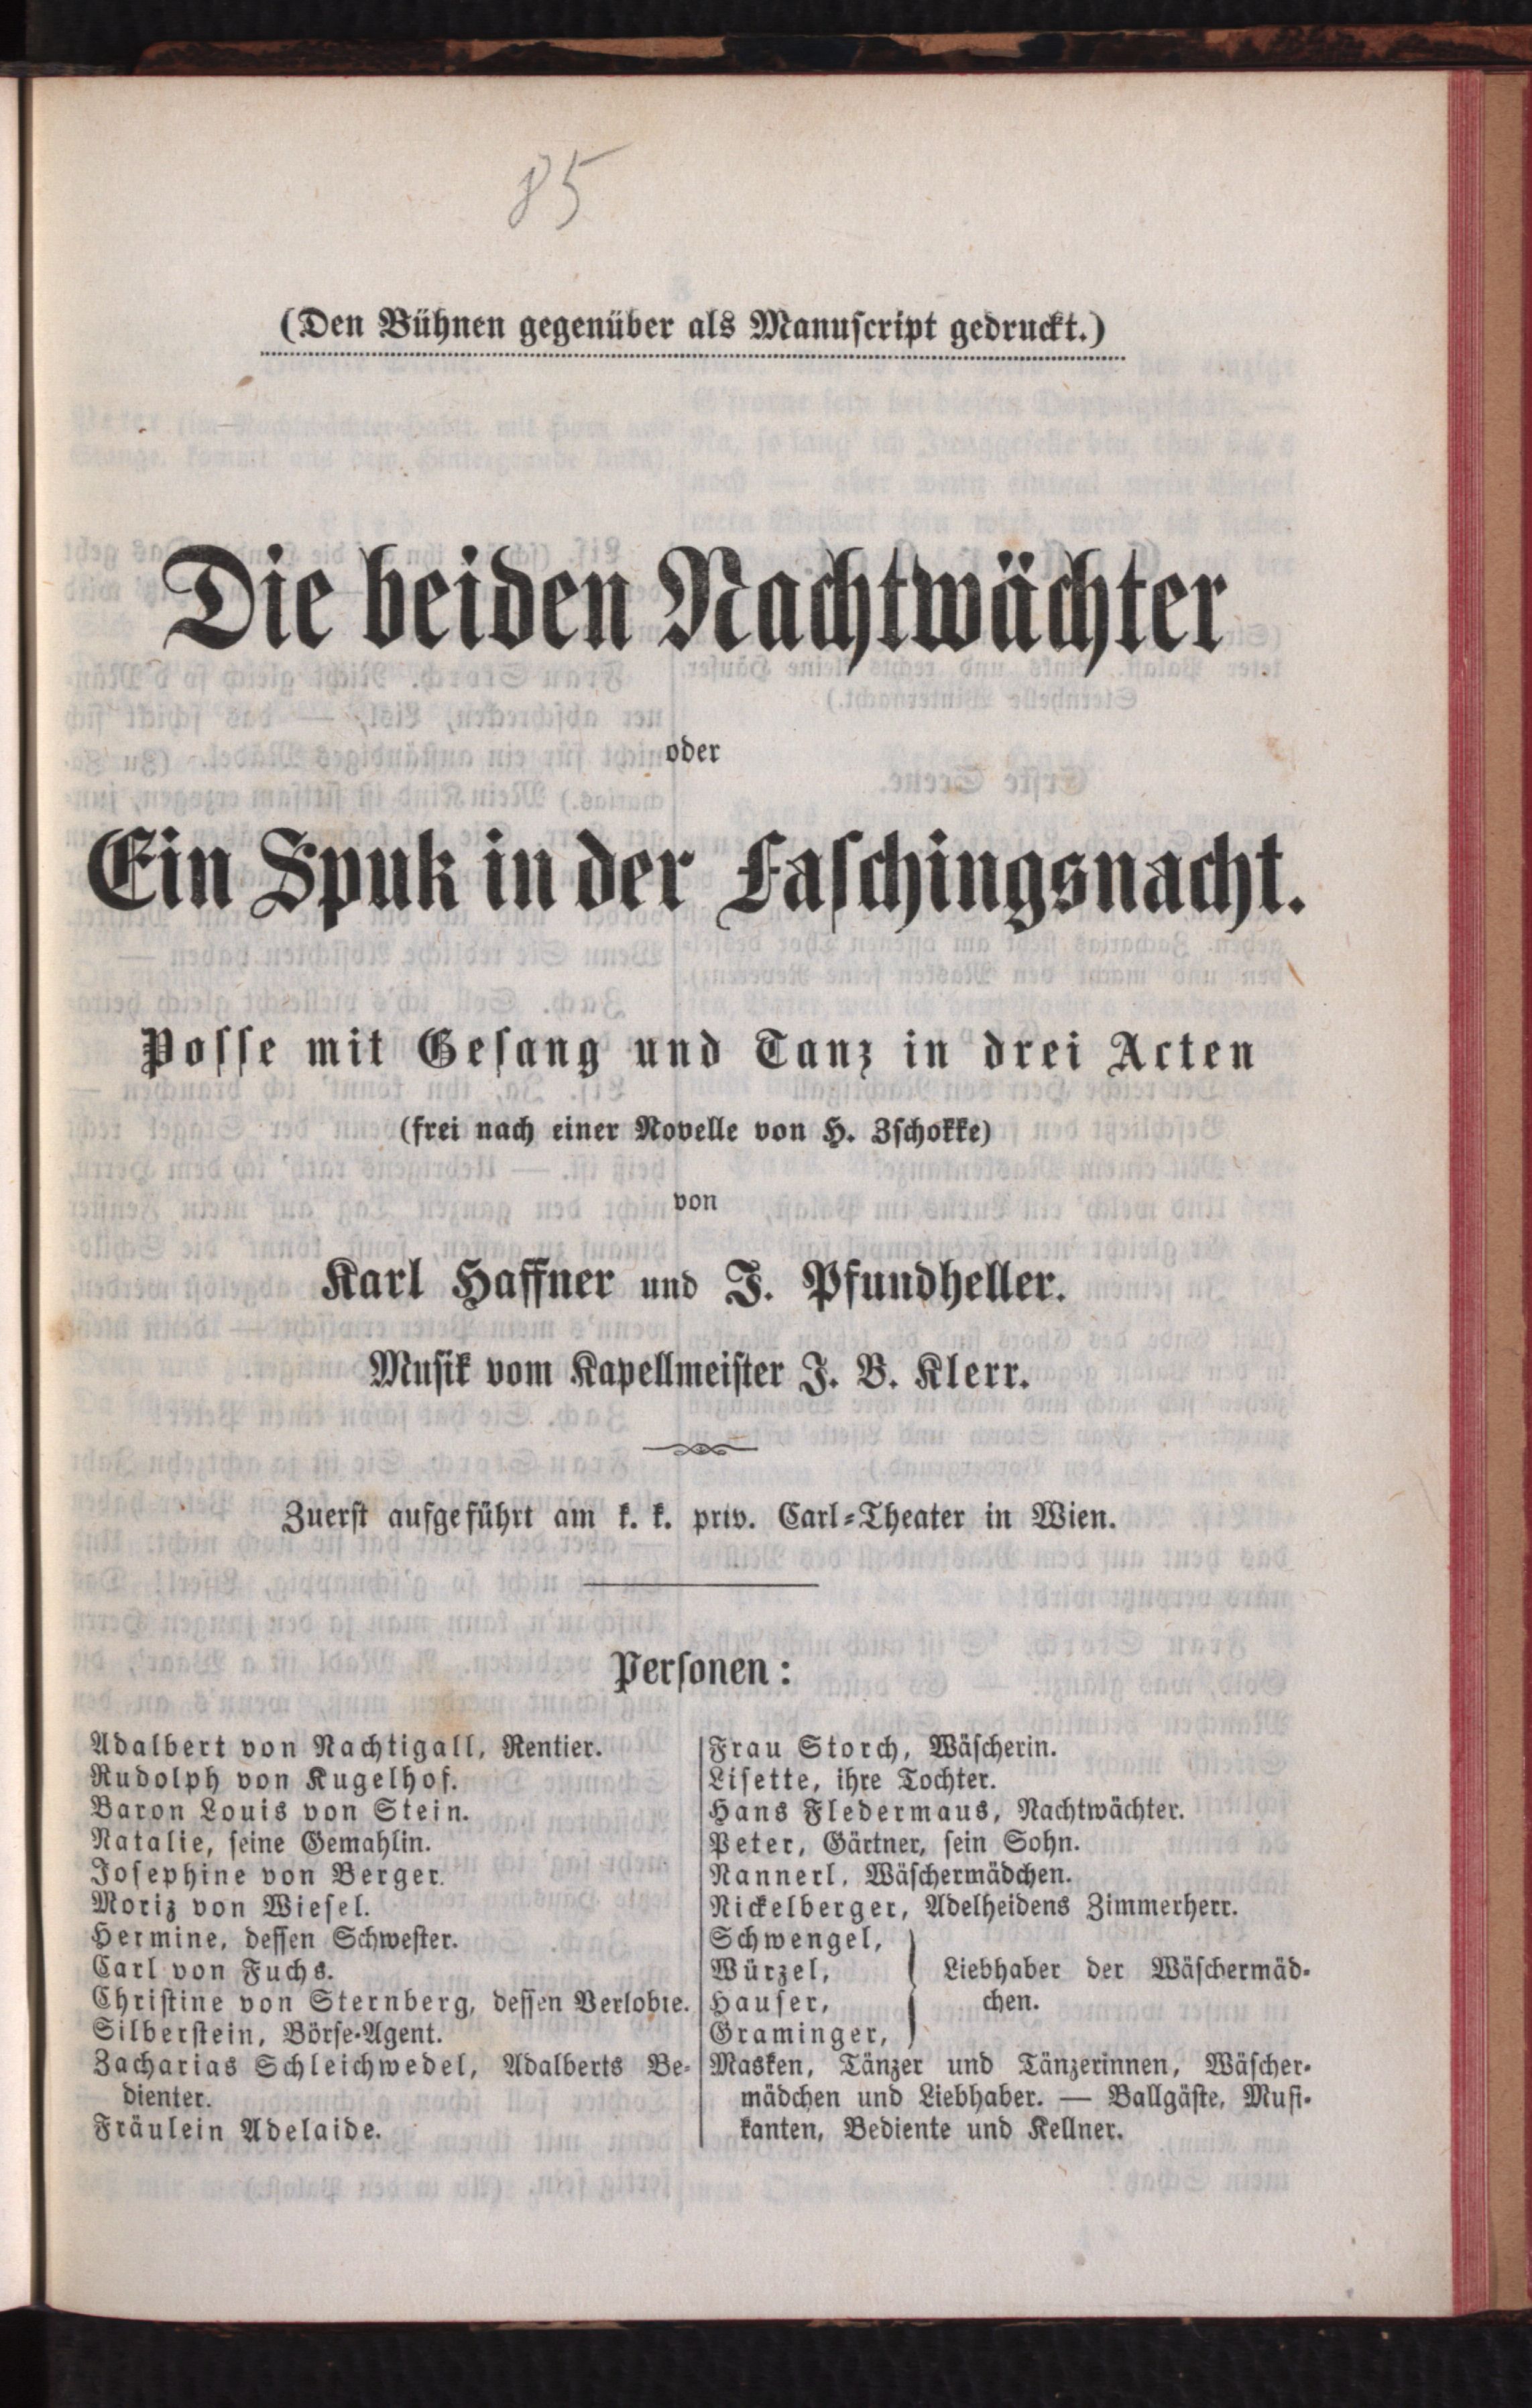 85
(Den Bühnen gegenüber als Manuſcript gedruckt.)
Die beiden Nachtwächter
oder
Ein Spuk in der Faſchingsnacht.
Poſſe mit Geſang und Tanz in drei Acten
(frei nach einer Novelle von H. Zſchokke)
von
Karl Haffner und J. Pfundheller.
Muſik vom Kapellmeiſter J. B. Klerr.
Zuerſt aufgeführt am k. k. priv. Carl-Theater in Wien.
Perſonen:
Adalbert von Nachtigall, Rentier.
Rudolph von Kugelhof.
Baron Louis von Stein.
Natalie, ſeine Gemahlin.
Joſephine von Berger.
Moriz von Wieſel.
Hermine, deſſen Schweſter.
Carl von Fuchs.
Chriſtine von Sternberg, deſſen Verlobte.
Silberſtein, Börſe-Agent.
Zacharias Schleichwedel, Adalberts Be-
dienter.
Fräulein Adelaide.
Frau Storch, Wäſcherin.
Liſette, ihre Tochter.
Hans Fledermaus, Nachtwächter.
Peter, Gärtner, ſein Sohn.
Nannerl, Wäſchermädchen.
Nickelberger, Adelheidens Zimmerherr.
Schwengel,
Würzel,
Hauſer,
Graminger,
Liebhaber der Wäſchermäd-
chen.
Masken, Tänzer und Tänzerinnen, Wäſcher-
mädchen und Liebhaber. — Ballgäſte, Muſi-
kanten, Bediente und Kellner.